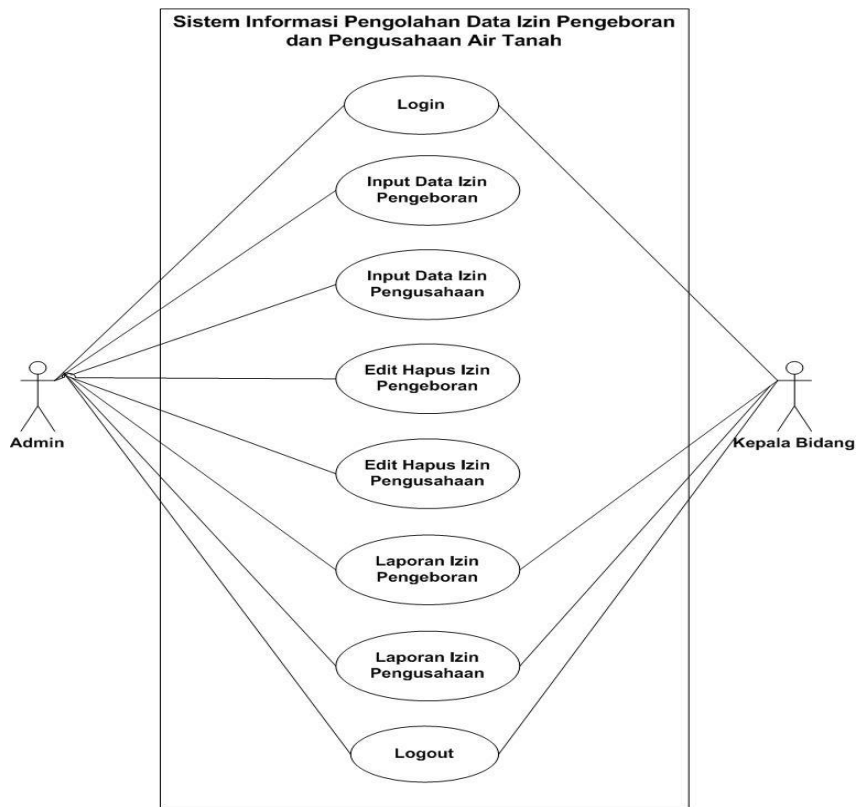 Sistem Informasi Pengolahan Data Izin Pengeboran
dan Pengusahaan Air Tanah
Login
Input Data Izin
Pengeboran
Input Data Izin
Pengusahaan
Edit Hapus Izin
Pengeboran
Admin
Kepala Bidang
Edit Hapus Izin
Pengusahaan
Laporan Izin
Pengeboran
Laporan Izin
Pengusahaan
Logout